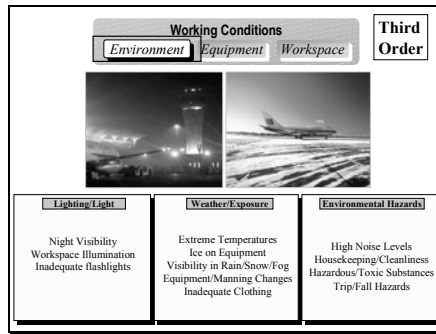 Working Conditions
Environment Equipment Workspace
Third
Order
Lighting/Light
Night Visibility
Workspace Illumination
Inadequate flashlights
Weather/Exposure
Extreme Temperatures
Ice on Equipment
Visibility in Rain/Snow/Fog
Equipment/Manning Changes
Inadequate Clothing
Environmental Hazards
High Noise Levels
Housekeeping/Cleanliness
Hazardous/Toxic Substances
Trip/Fall Hazards